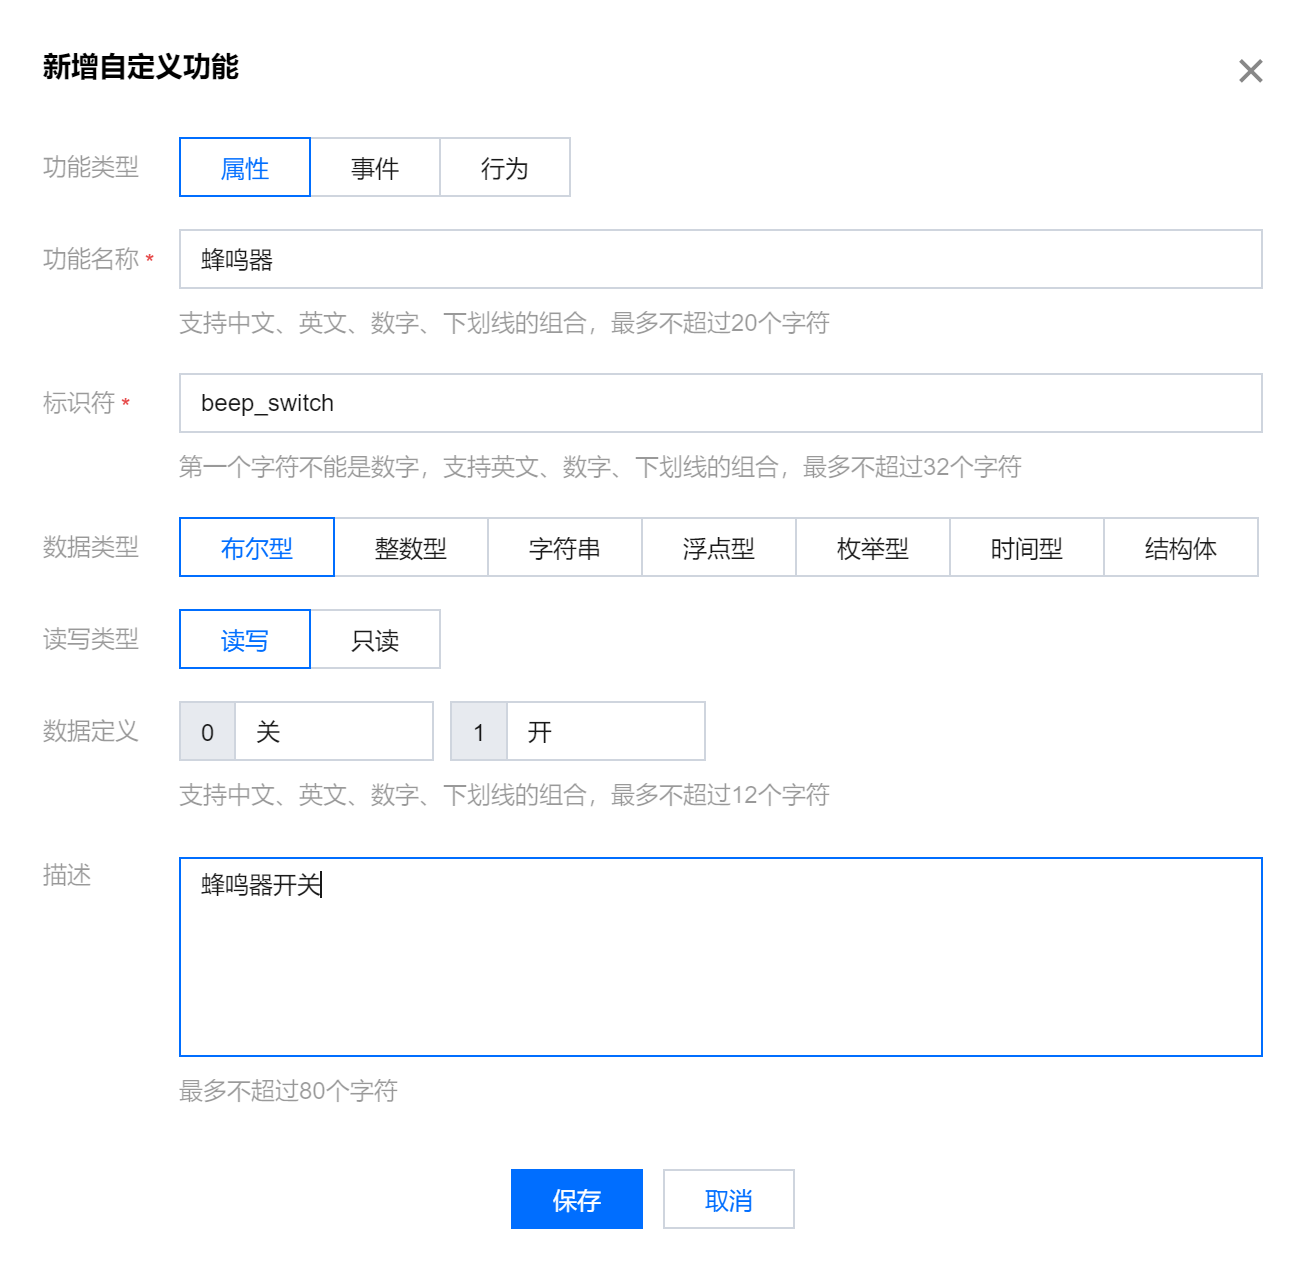 新增自定义功能
功能类型 属性 事件 行为
功能名称 * 蜂鸣器
支持中文、英文、数字、下划线的组合，最多不超过20个字符
标识符 * beep_switch
第一个字符不能是数字，支持英文、数字、下划线的组合，最多不超过32个字符
数据类型 布尔型 整数型 字符串 浮点型 枚举型 时间型 结构体
读写类型 读写 只读
数据定义 0 关 1 开
支持中文、英文、数字、下划线的组合，最多不超过12个字符
描述 蜂鸣器开关
最多不超过80个字符
保存 取消